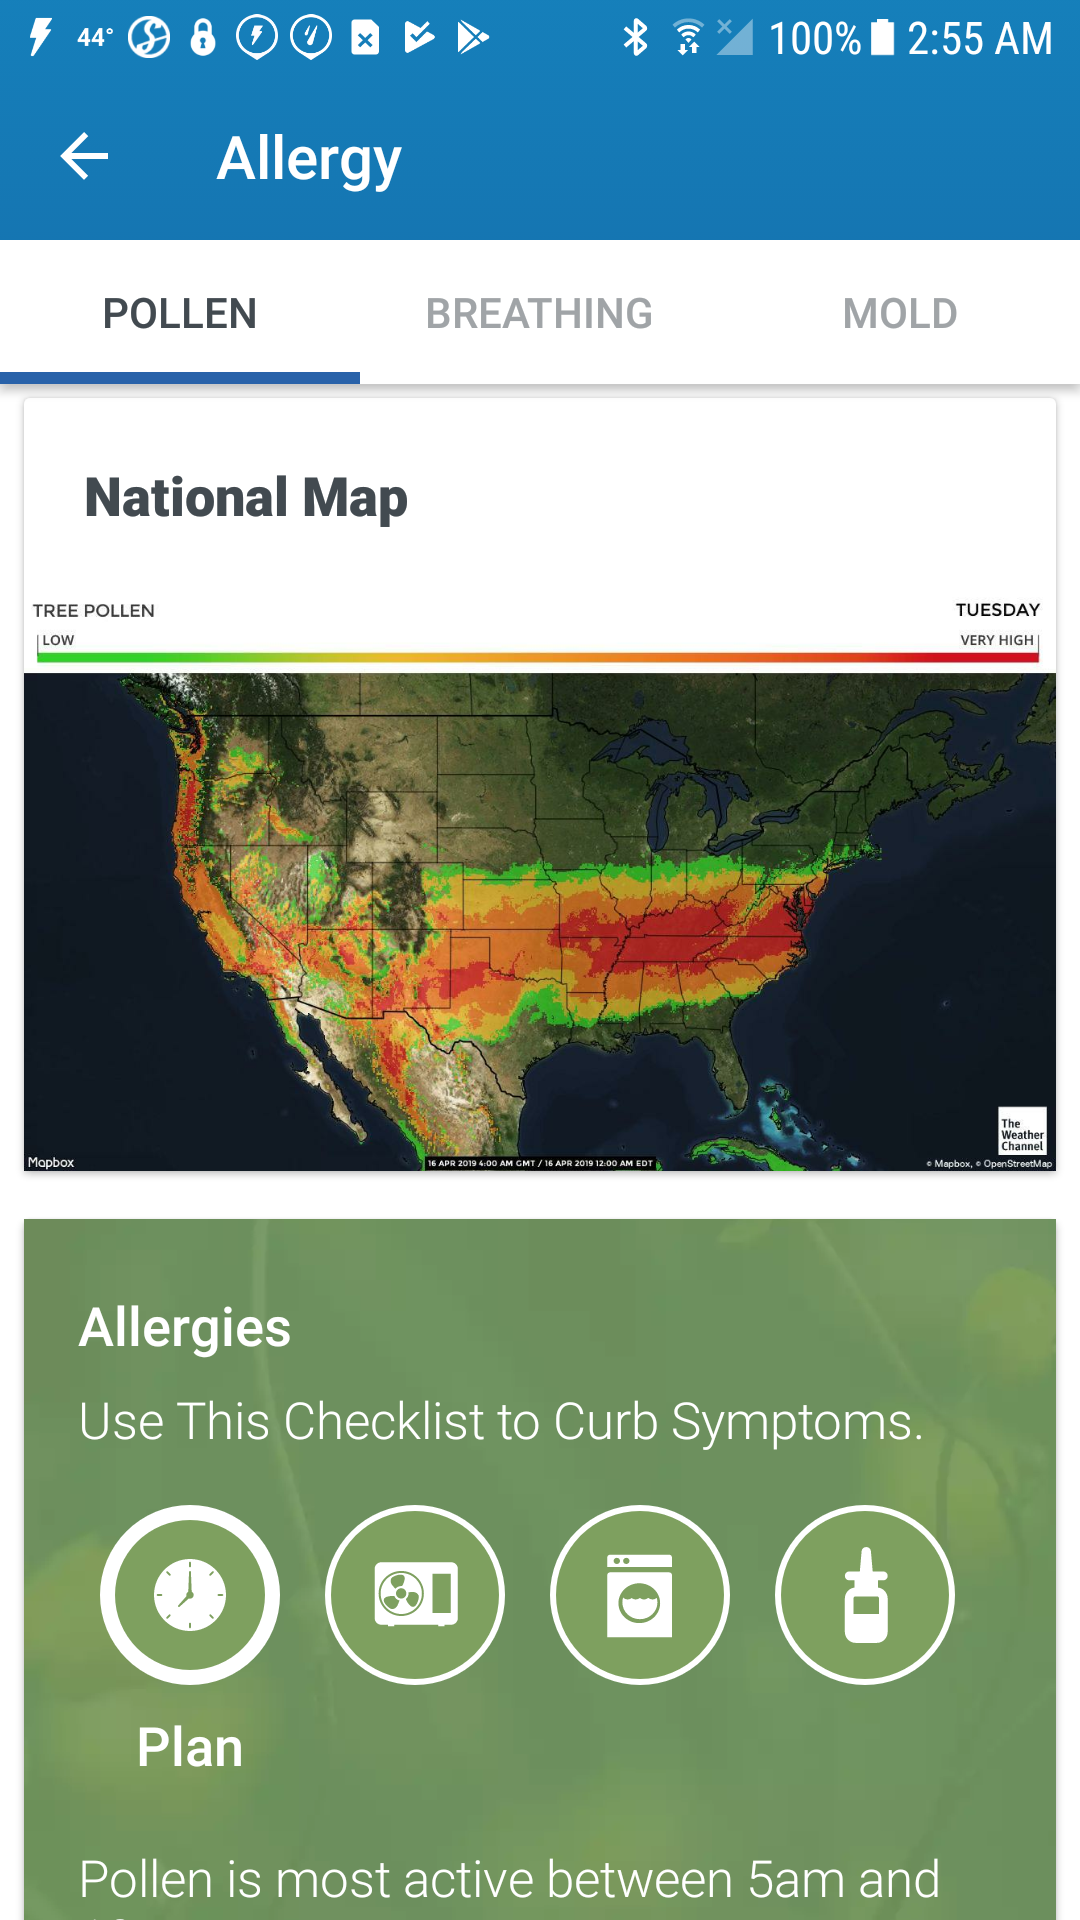 44° 100% 2:55 AM
Allergy
POLLEN BREATHING MOLD
National Map
TREE POLLEN TUESDAY
LOW VERY HIGH
The
Weather
Channel
Mapbox 16 APR 2019 4:00 AM GMT / 16 APR 2019 12:00 AM EDT © Mapbox, © OpenStreetMap
Allergies
Use This Checklist to Curb Symptoms.
Plan
Pollen is most active between 5am and